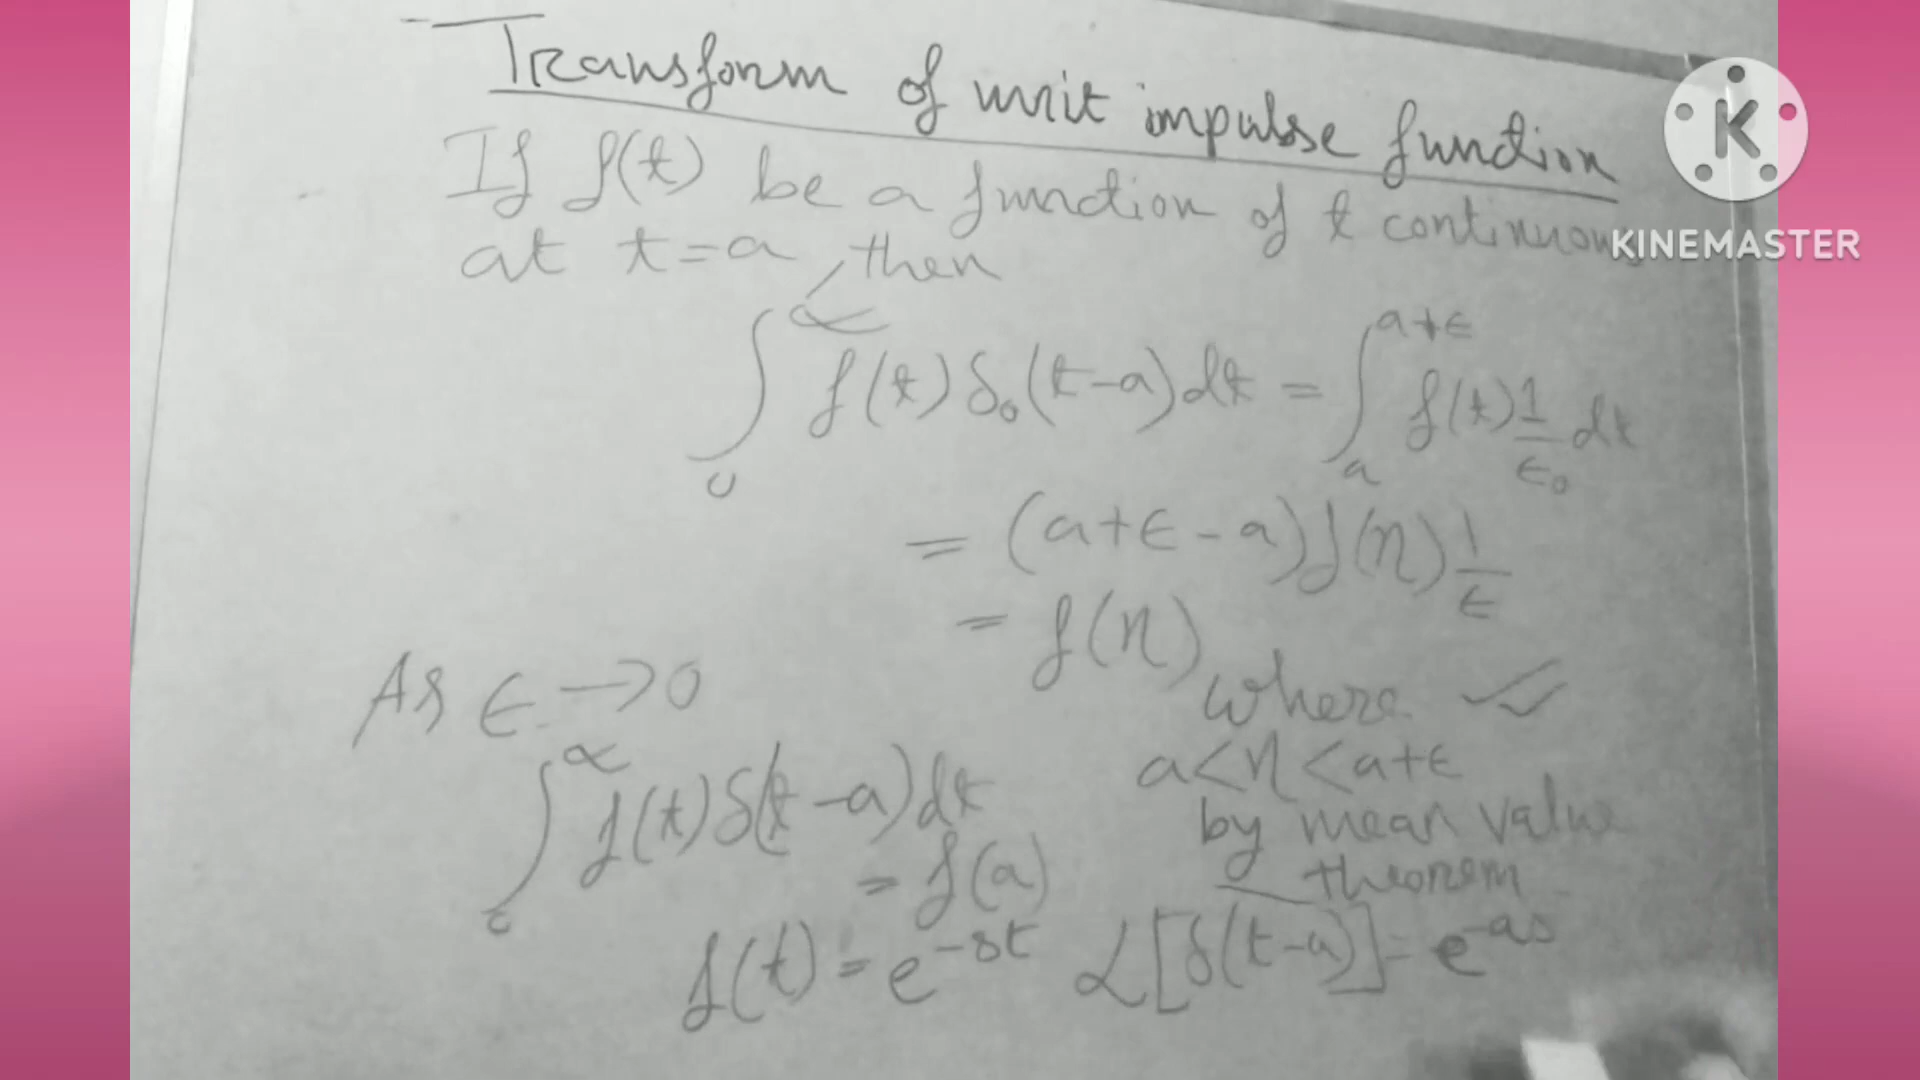 Transform of unit impulse function
If f(t) be a function of t continuous
at t=a, then
∫₀^∞ f(t) δ₀(t-a) dt = ∫ₐ^(a+ε) f(t) 1/ε₀ dt
= (a+ε-a) f(η) 1/ε
= f(η)
where
a<η<a+ε
by mean value
theorem
As ε→0
∫₀^∞ f(t) δ(t-a) dt
= f(a)
f(t) = e^(-st) L[δ(t-a)] = e^(-as)
K
KINEMASTER